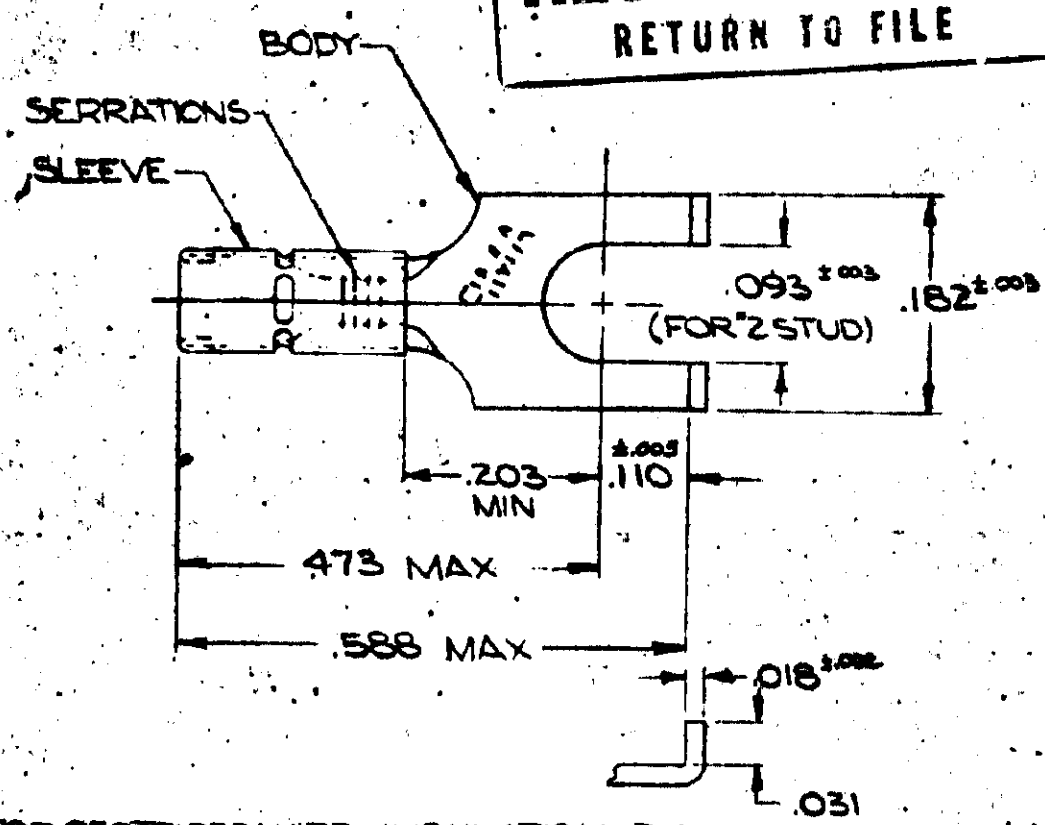 RETURN TO FILE
BODY
SERRATIONS
SLEEVE
.093 ±.003
(FOR #2 STUD)
.182 ±.003
.203
MIN
±.005
.110
.473 MAX
.588 MAX
.018 ±.002
.031